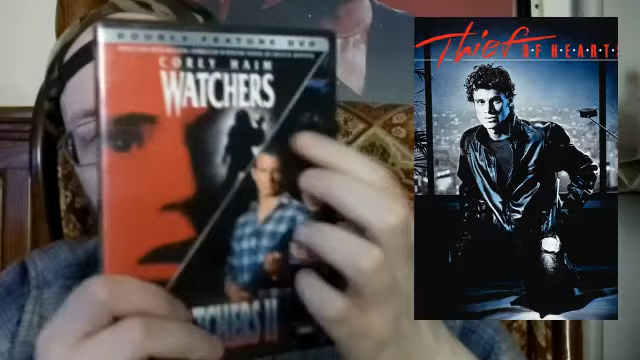 DOUBLE FEATURE DVD
COREY HAIM
WATCHERS
TCHERS II
Thief OF HEARTS